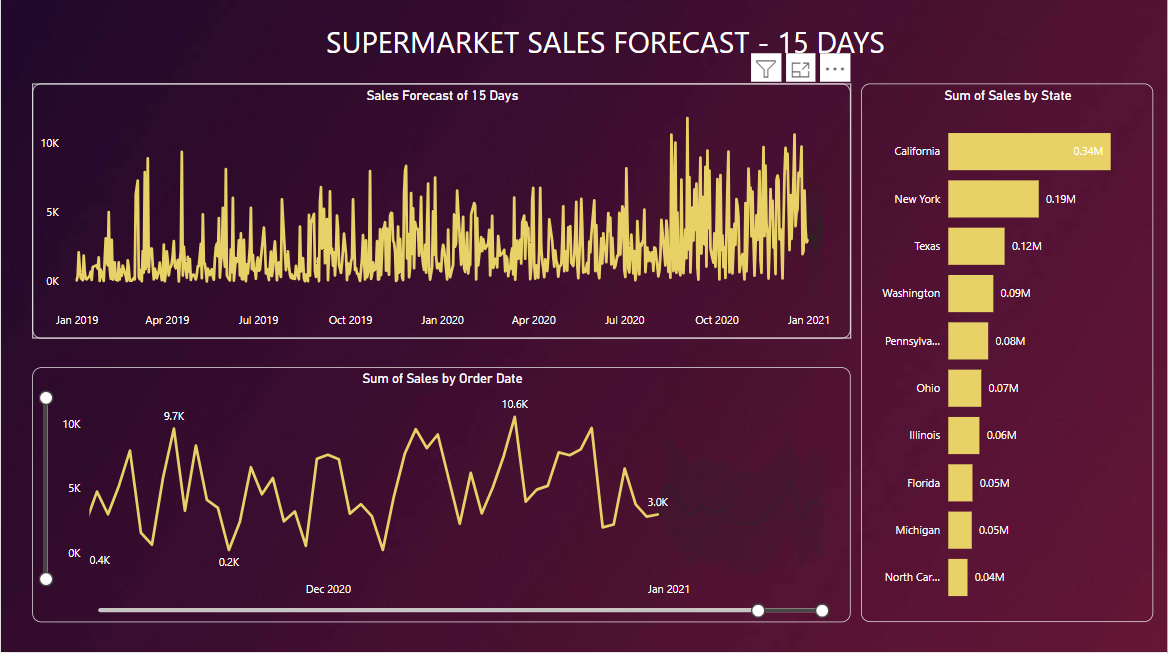 SUPERMARKET SALES FORECAST - 15 DAYS
Sales Forecast of 15 Days
10K
5K
0K
Jan 2019
Apr 2019
Jul 2019
Oct 2019
Jan 2020
Apr 2020
Jul 2020
Oct 2020
Jan 2021
Sum of Sales by Order Date
10K
5K
0K
0.4K
9.7K
0.2K
10.6K
3.0K
Dec 2020
Jan 2021
Sum of Sales by State
California 0.34M
New York 0.19M
Texas 0.12M
Washington 0.09M
Pennsylva... 0.08M
Ohio 0.07M
Illinois 0.06M
Florida 0.05M
Michigan 0.05M
North Car... 0.04M